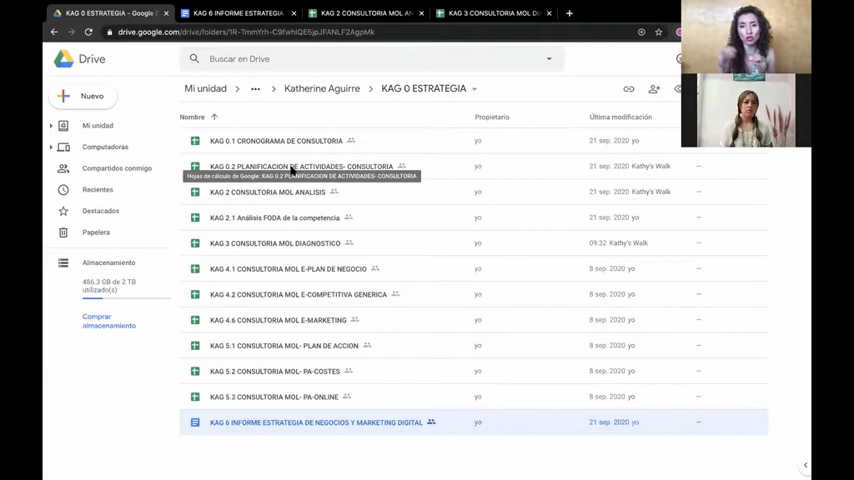 KAG 0 ESTRATEGIA - Google D
KAG 6 INFORME ESTRATEGIA
KAG 2 CONSULTORIA MOL AN
KAG 3 CONSULTORIA MOL DI
drive.google.com/drive/folders/
Drive
Buscar en Drive
Nuevo
Mi unidad
Computadoras
Compartidos conmigo
Recientes
Destacados
Papelera
Almacenamiento
486.3 GB de 2 TB
utilizado(s)
Comprar
almacenamiento
Mi unidad ••• Katherine Aguirre KAG 0 ESTRATEGIA
Nombre Propietario Última modificación
KAG 0.1 CRONOGRAMA DE CONSULTORIA yo 21 sep. 2020 yo
KAG 0.2 PLANIFICACION DE ACTIVIDADES- CONSULTORIA yo 21 sep. 2020 Kathy's Walk —
Hojas de cálculo de Google: KAG 0.2 PLANIFICACION DE ACTIVIDADES- CONSULTORIA
KAG 2 CONSULTORIA MOL ANALISIS yo 21 sep. 2020 Kathy's Walk —
KAG 2.1 Análisis FODA de la competencia yo 21 sep. 2020 yo —
KAG 3 CONSULTORIA MOL DIAGNOSTICO yo 09:32 Kathy's Walk —
KAG 4.1 CONSULTORIA MOL E-PLAN DE NEGOCIO yo 8 sep. 2020 yo —
KAG 4.2 CONSULTORIA MOL E-COMPETITIVA GENERICA yo 8 sep. 2020 yo —
KAG 4.6 CONSULTORIA MOL E-MARKETING yo 8 sep. 2020 yo —
KAG 5.1 CONSULTORIA MOL- PLAN DE ACCION yo 8 sep. 2020 yo —
KAG 5.2 CONSULTORIA MOL- PA-COSTES yo 8 sep. 2020 yo —
KAG 5.3 CONSULTORIA MOL- PA-ONLINE yo 8 sep. 2020 yo —
KAG 6 INFORME ESTRATEGIA DE NEGOCIOS Y MARKETING DIGITAL yo 21 sep. 2020 yo —